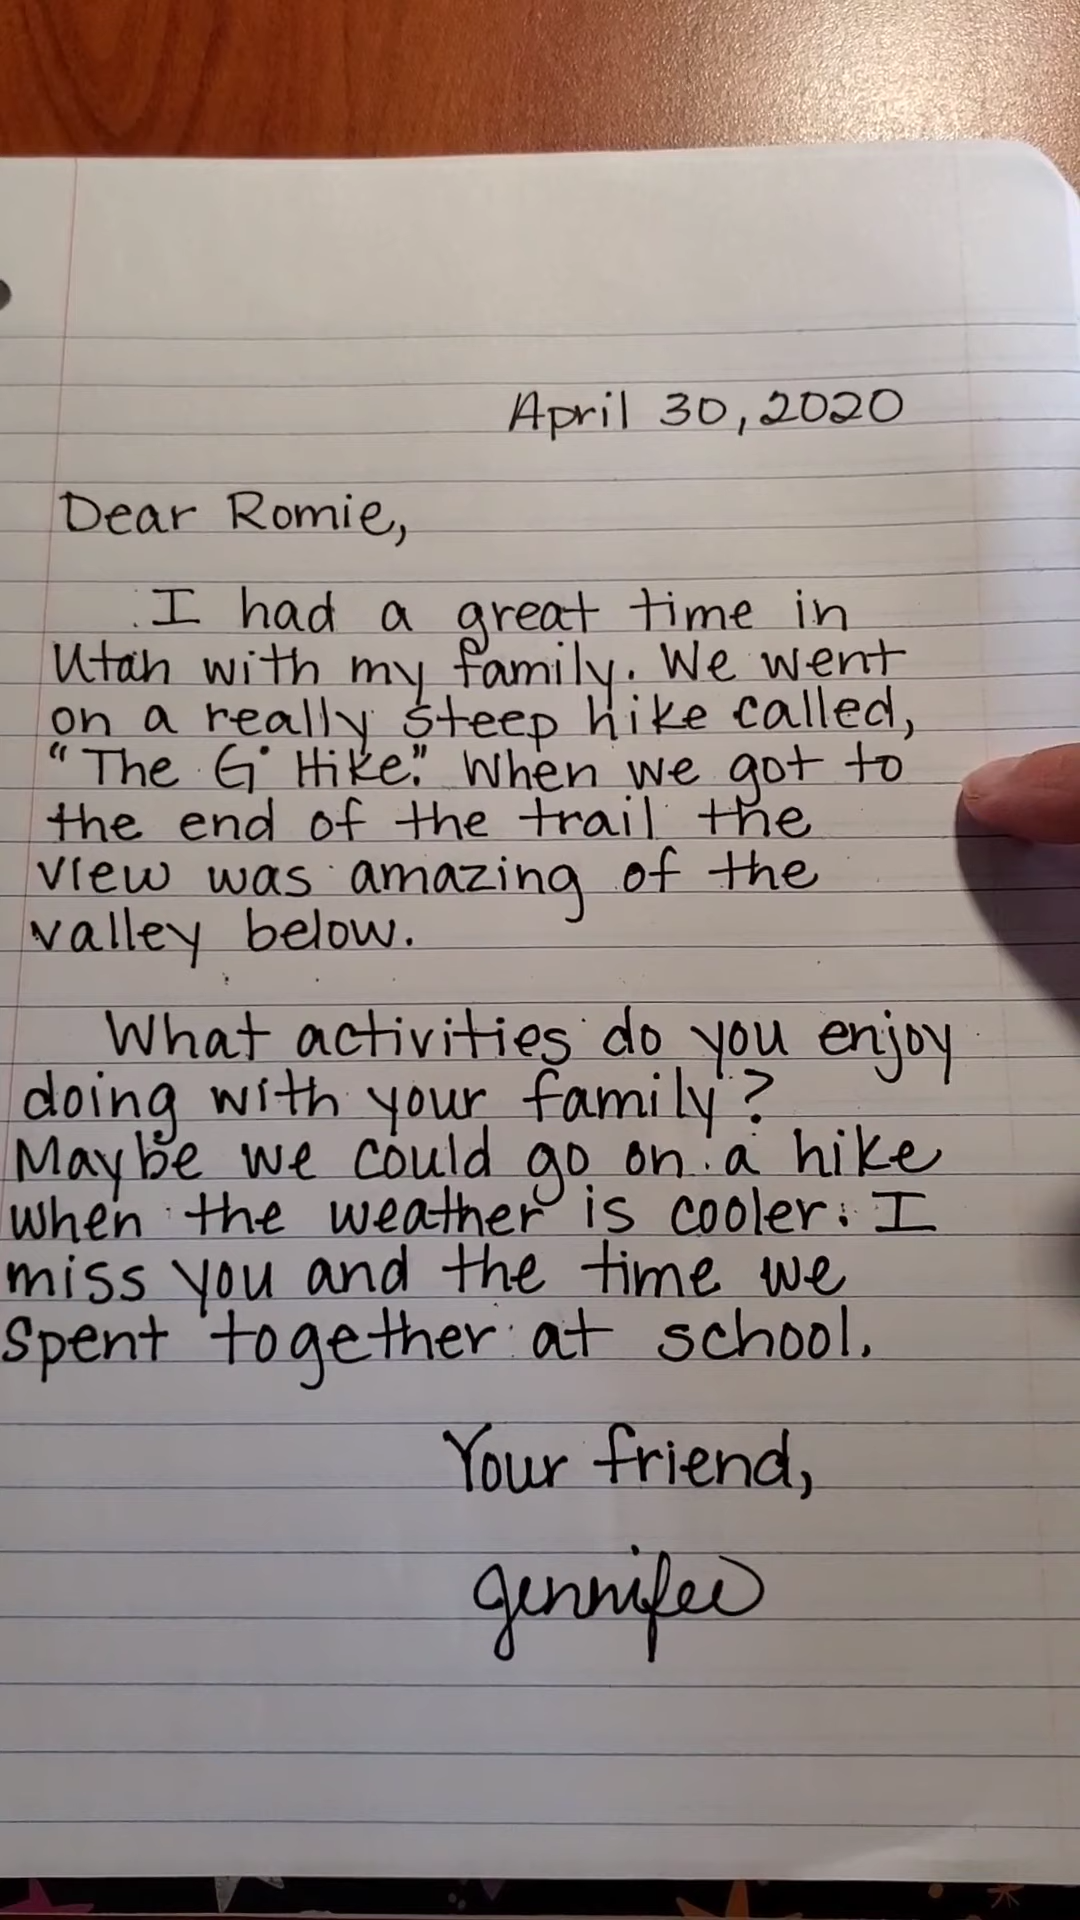 April 30, 2020
Dear Romie,
I had a great time in
Utah with my family. We went
on a really steep hike called,
"The G Hike." When we got to
the end of the trail the
view was amazing of the
valley below.
What activities do you enjoy
doing with your family?
Maybe we could go on a hike
when the weather is cooler. I
miss you and the time we
spent together at school.
Your friend,
Jennifer